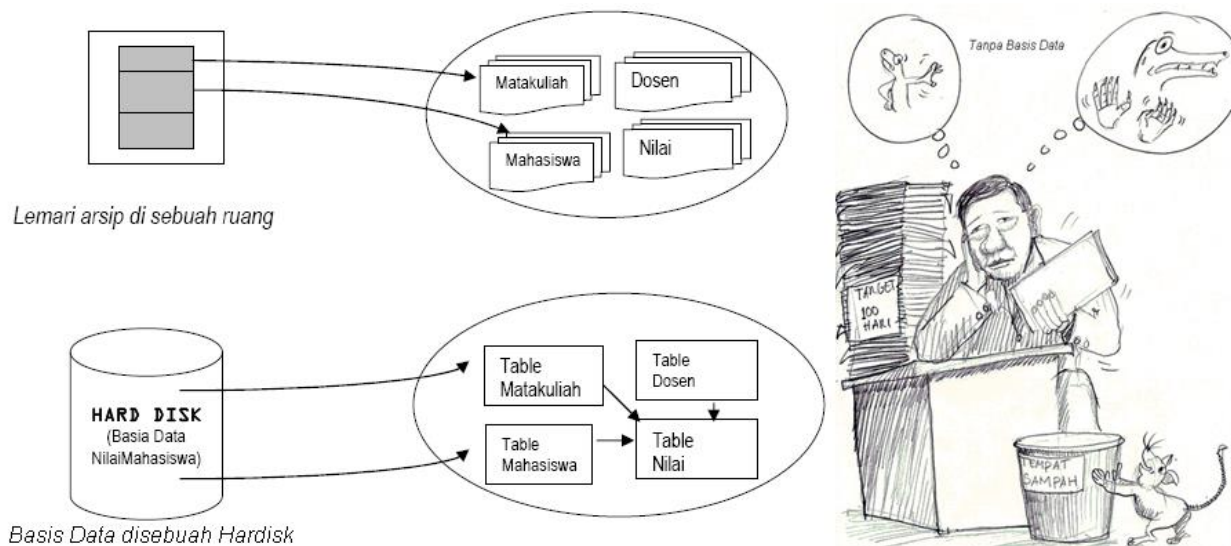 Matakuliah
Dosen
Mahasiswa
Nilai
Lemari arsip di sebuah ruang
HARD DISK
(Basia Data
NilaiMahasiswa)
Table
Matakuliah
Table
Dosen
Table
Mahasiswa
Table
Nilai
Basis Data disebuah Hardisk
Tanpa Basis Data
TARGET
100
HARI
TEMPAT
SAMPAH